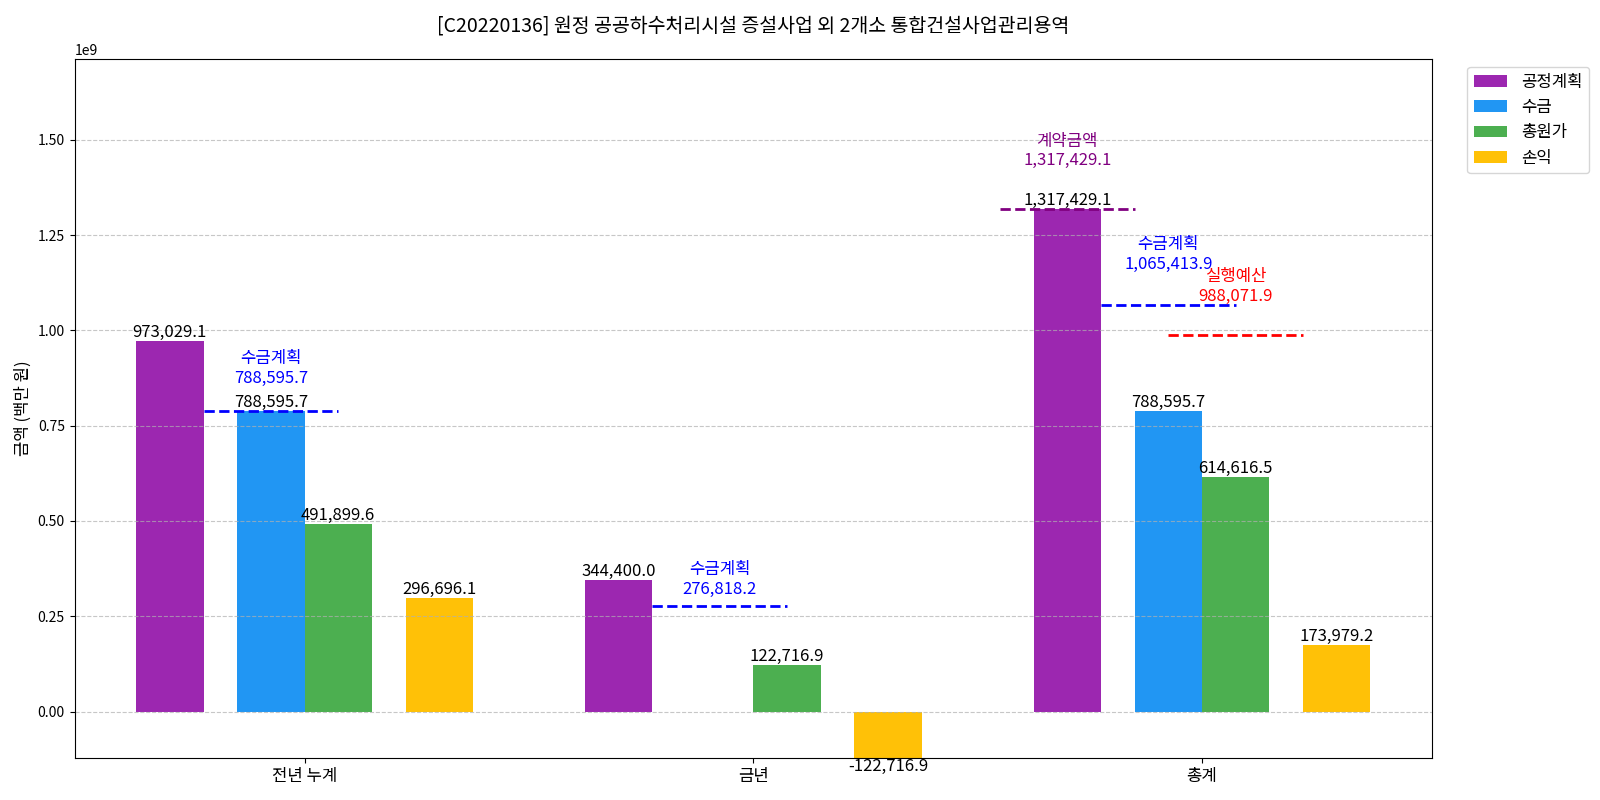 [C20220136] 원정 공공하수처리시설 증설사업 외 2개소 통합건설사업관리용역
1e9
공정계획
수금
총원가
손익
금액 (백만 원)
1.50
1.25
1.00
0.75
0.50
0.25
0.00
973,029.1
수금계획
788,595.7
788,595.7
491,899.6
296,696.1
344,400.0
수금계획
276,818.2
122,716.9
-122,716.9
계약금액
1,317,429.1
1,317,429.1
수금계획
1,065,413.9
실행예산
988,071.9
788,595.7
614,616.5
173,979.2
전년 누계
금년
총계